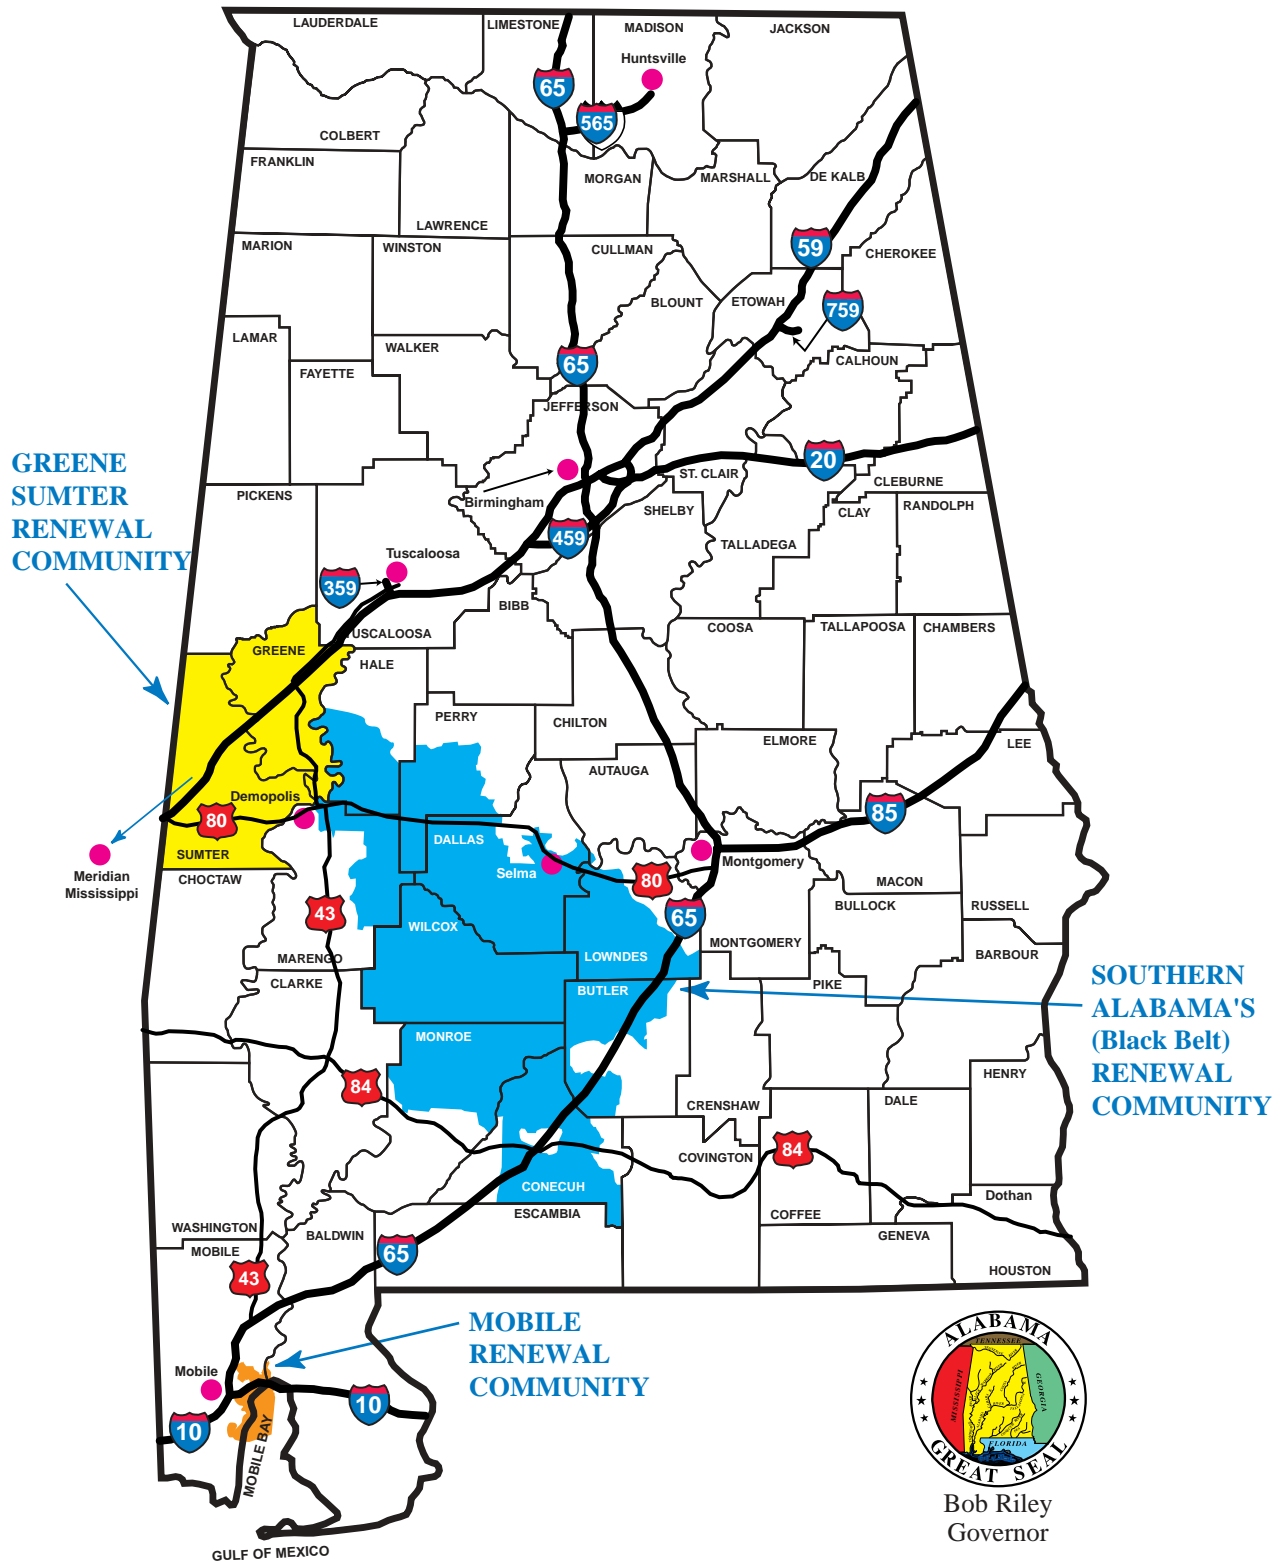 LAUDERDALE
LIMESTONE
MADISON
JACKSON
Huntsville
65
565
COLBERT
FRANKLIN
MORGAN
MARSHALL
DE KALB
LAWRENCE
MARION
WINSTON
CULLMAN
59
CHEROKEE
BLOUNT
ETOWAH
759
LAMAR
WALKER
65
CALHOUN
FAYETTE
JEFFERSON
GREENE
SUMTER
RENEWAL
COMMUNITY
20
ST. CLAIR
CLEBURNE
PICKENS
Birmingham
SHELBY
CLAY
RANDOLPH
459
TALLADEGA
Tuscaloosa
359
BIBB
TUSCALOOSA
COOSA
TALLAPOOSA
CHAMBERS
GREENE
HALE
PERRY
CHILTON
ELMORE
LEE
AUTAUGA
Demopolis
80
85
DALLAS
SUMTER
Selma
80
Montgomery
Meridian
Mississippi
CHOCTAW
MACON
43
65
BULLOCK
RUSSELL
WILCOX
MONTGOMERY
MARENGO
LOWNDES
BARBOUR
CLARKE
BUTLER
PIKE
SOUTHERN
ALABAMA'S
(Black Belt)
RENEWAL
COMMUNITY
MONROE
84
HENRY
CRENSHAW
DALE
84
COVINGTON
CONECUH
Dothan
ESCAMBIA
COFFEE
WASHINGTON
BALDWIN
GENEVA
MOBILE
65
43
HOUSTON
MOBILE
RENEWAL
COMMUNITY
Mobile
10
10
MOBILE BAY
GULF OF MEXICO
ALABAMA
TENNESSEE
MISSISSIPPI
GEORGIA
FLORIDA
GREAT SEAL
Bob Riley
Governor